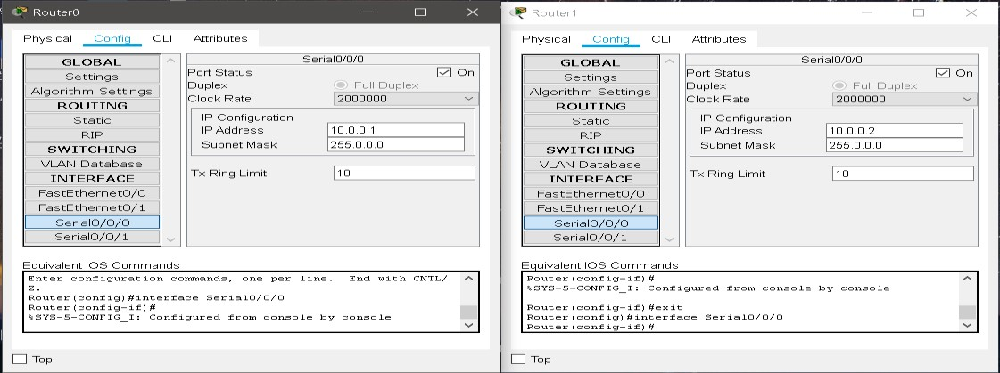 Router0
Physical Config CLI Attributes
GLOBAL
Settings
Algorithm Settings
ROUTING
Static
RIP
SWITCHING
VLAN Database
INTERFACE
FastEthernet0/0
FastEthernet0/1
Serial0/0/0
Serial0/0/1
Serial0/0/0
Port Status On
Duplex Full Duplex
Clock Rate 2000000
IP Configuration
IP Address 10.0.0.1
Subnet Mask 255.0.0.0
Tx Ring Limit 10
Equivalent IOS Commands
Enter configuration commands, one per line. End with CNTL/
Z.
Router(config)#interface Serial0/0/0
Router(config-if)#
%SYS-5-CONFIG_I: Configured from console by console
Top
Router1
Physical Config CLI Attributes
GLOBAL
Settings
Algorithm Settings
ROUTING
Static
RIP
SWITCHING
VLAN Database
INTERFACE
FastEthernet0/0
FastEthernet0/1
Serial0/0/0
Serial0/0/1
Serial0/0/0
Port Status On
Duplex Full Duplex
Clock Rate 2000000
IP Configuration
IP Address 10.0.0.2
Subnet Mask 255.0.0.0
Tx Ring Limit 10
Equivalent IOS Commands
Router(config-if)#
%SYS-5-CONFIG_I: Configured from console by console
Router(config-if)#exit
Router(config)#interface Serial0/0/0
Router(config-if)#
Top